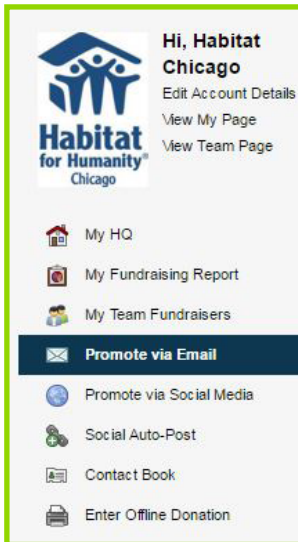 Hi, Habitat
Chicago
Edit Account Details
View My Page
View Team Page
Habitat
for Humanity®
Chicago
My HQ
My Fundraising Report
My Team Fundraisers
Promote via Email
Promote via Social Media
Social Auto-Post
Contact Book
Enter Offline Donation